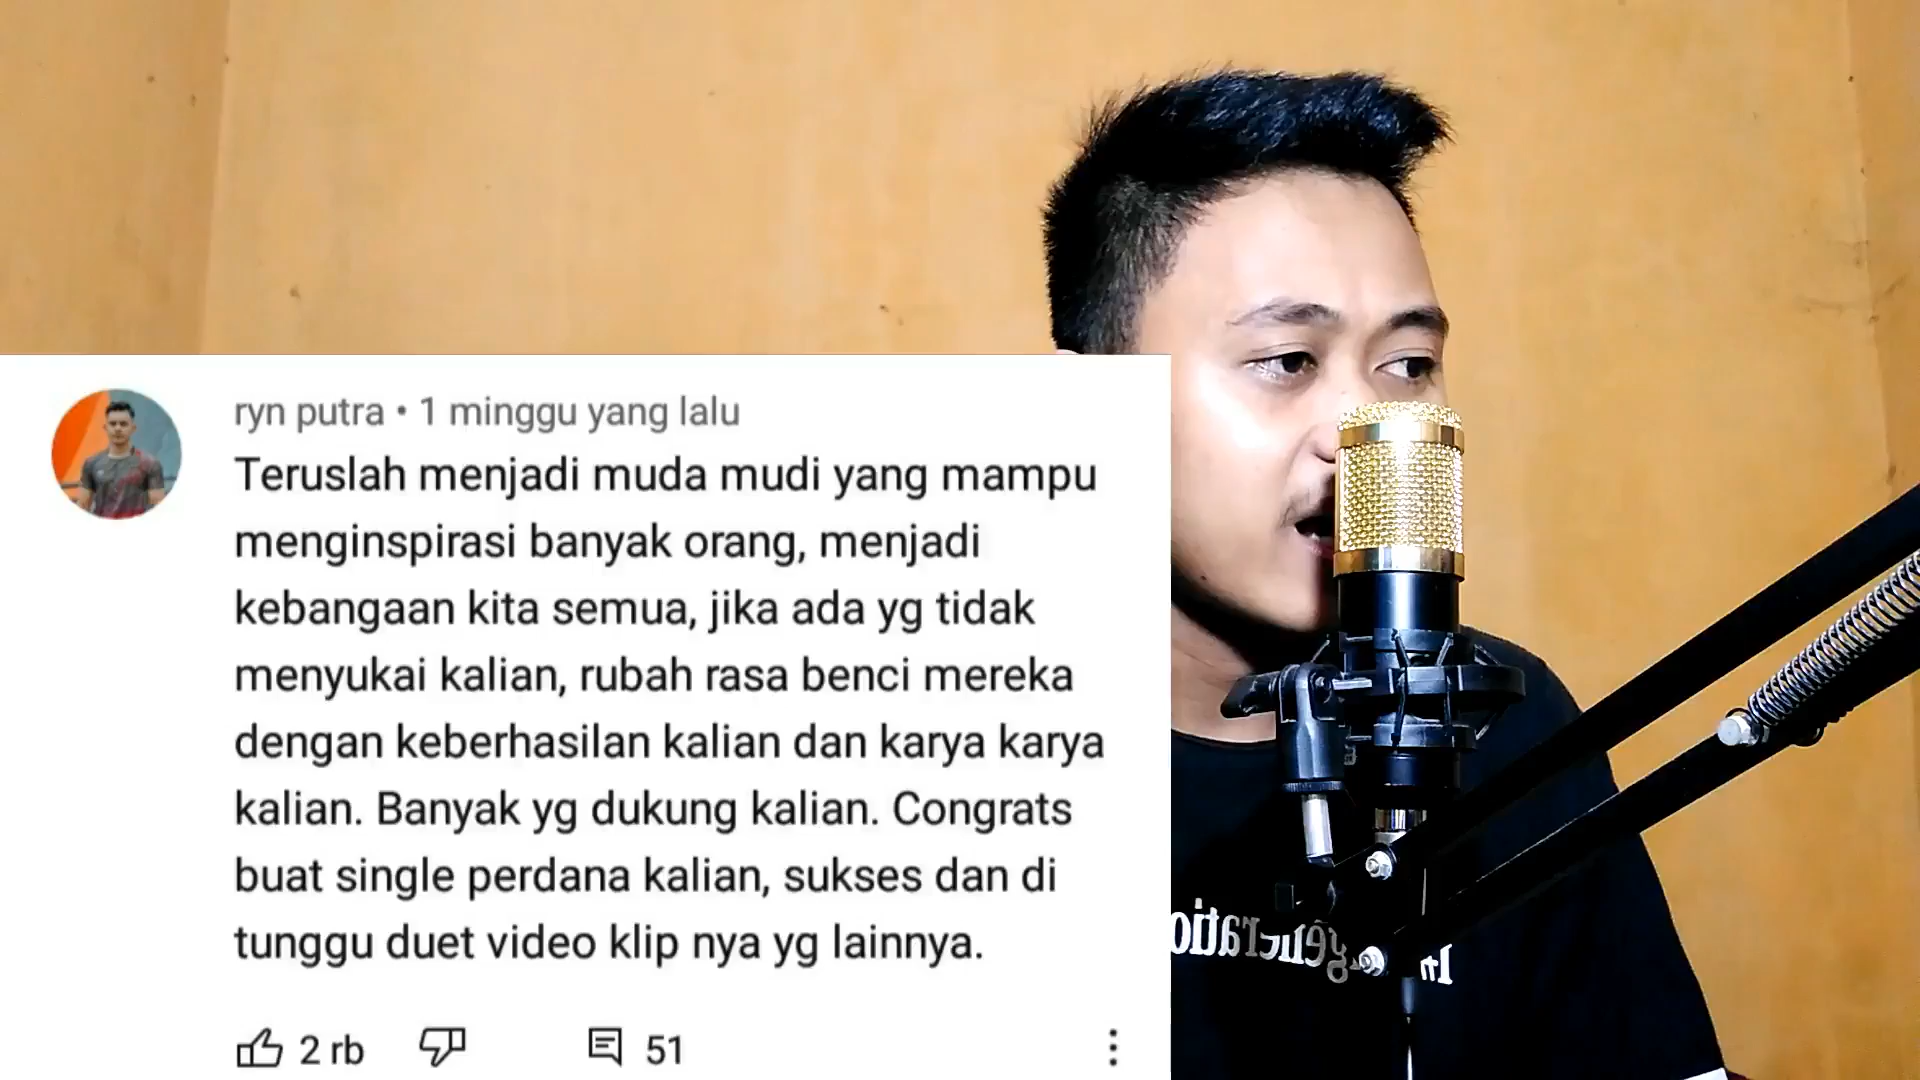 ryn putra • 1 minggu yang lalu
Teruslah menjadi muda mudi yang mampu
menginspirasi banyak orang, menjadi
kebangaan kita semua, jika ada yg tidak
menyukai kalian, rubah rasa benci mereka
dengan keberhasilan kalian dan karya karya
kalian. Banyak yg dukung kalian. Congrats
buat single perdana kalian, sukses dan di
tunggu duet video klip nya yg lainnya.
2 rb
51